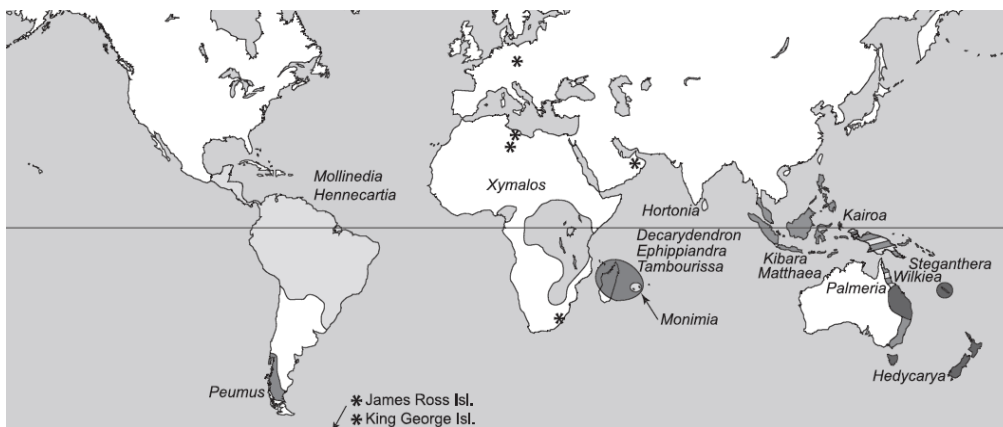 Mollinedia
Hennecartia
Xymalos
Hortonia
Kairoa
Decarydendron
Ephippiandra
Tambourissa
Kibara
Matthaea
Steganthera
Wilkiea
Palmeria
Monimia
Hedycarya
Peumus
* James Ross Isl.
* King George Isl.